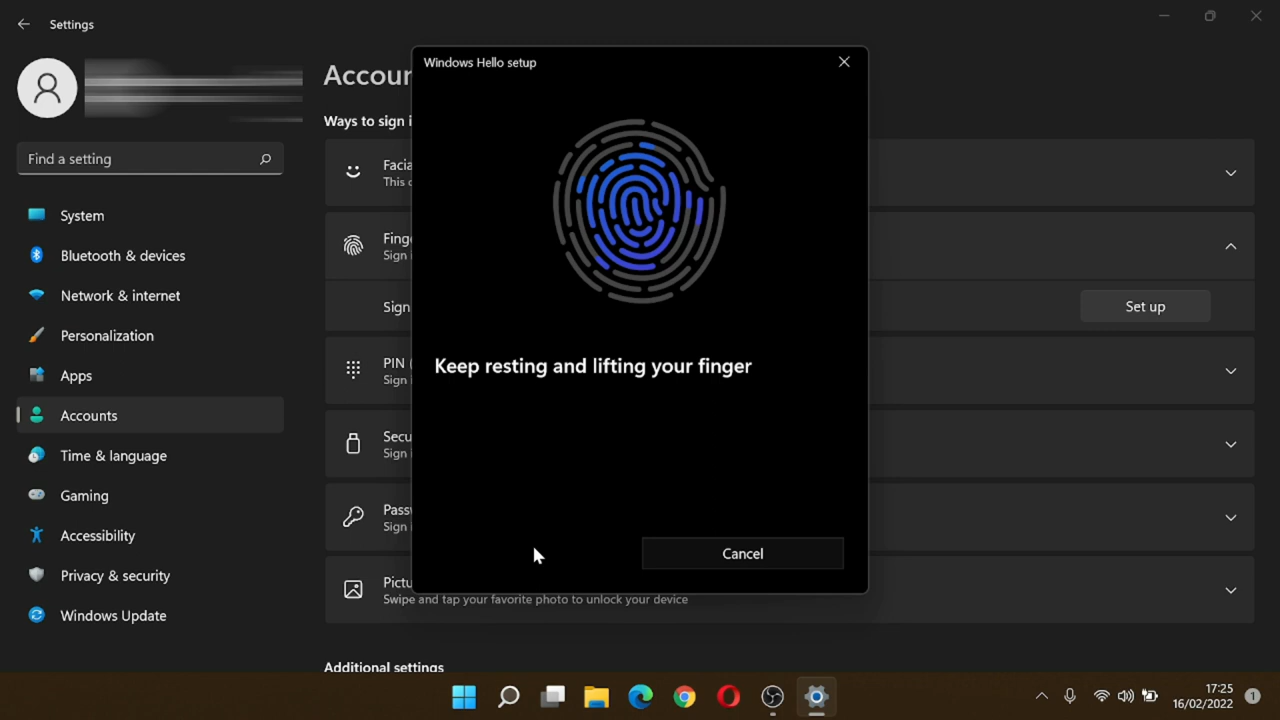 Settings
Find a setting
System
Bluetooth & devices
Network & internet
Personalization
Apps
Accounts
Time & language
Gaming
Accessibility
Privacy & security
Windows Update
Accour
Ways to sign i
Facia
This c
Finge
Sign i
Sign
Set up
PIN (
Sign i
Secu
Sign i
Passv
Sign i
Pictu
Swipe and tap your favorite photo to unlock your device
Additional settings
Windows Hello setup
Keep resting and lifting your finger
Cancel
17:25
16/02/2022
1